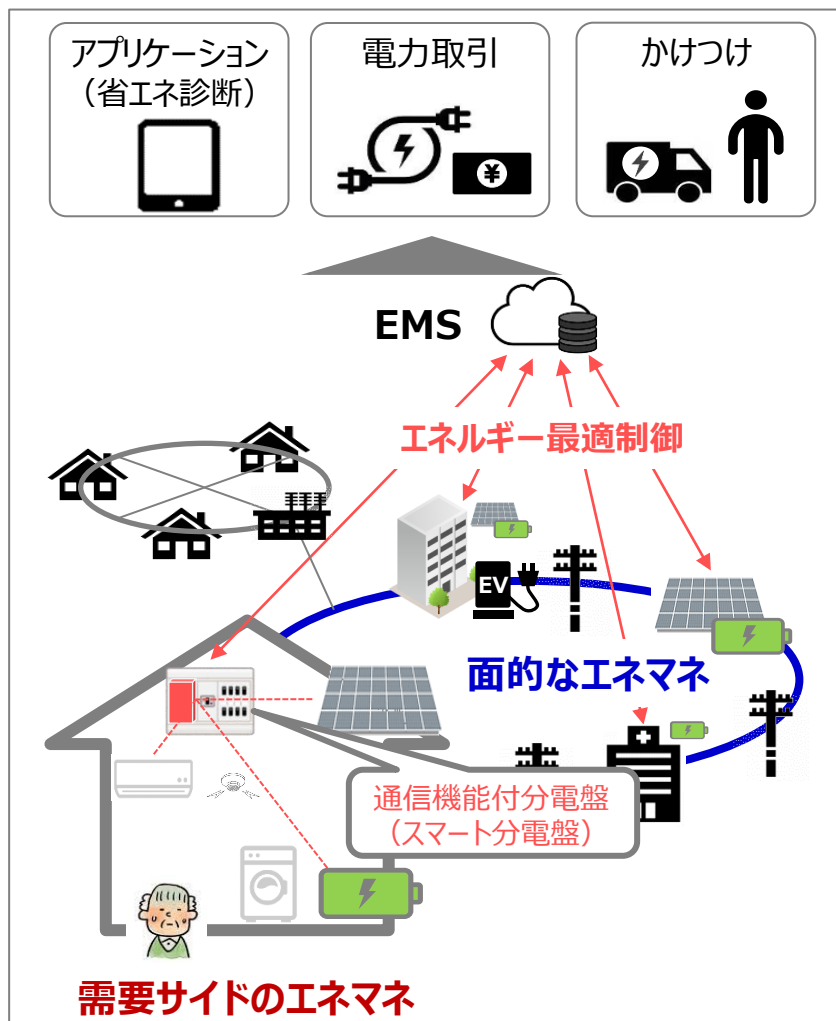 アプリケーション
（省エネ診断）
電力取引
かけつけ
¥
EMS
エネルギー最適制御
EV
面的なエネマネ
通信機能付分電盤
（スマート分電盤）
需要サイドのエネマネ